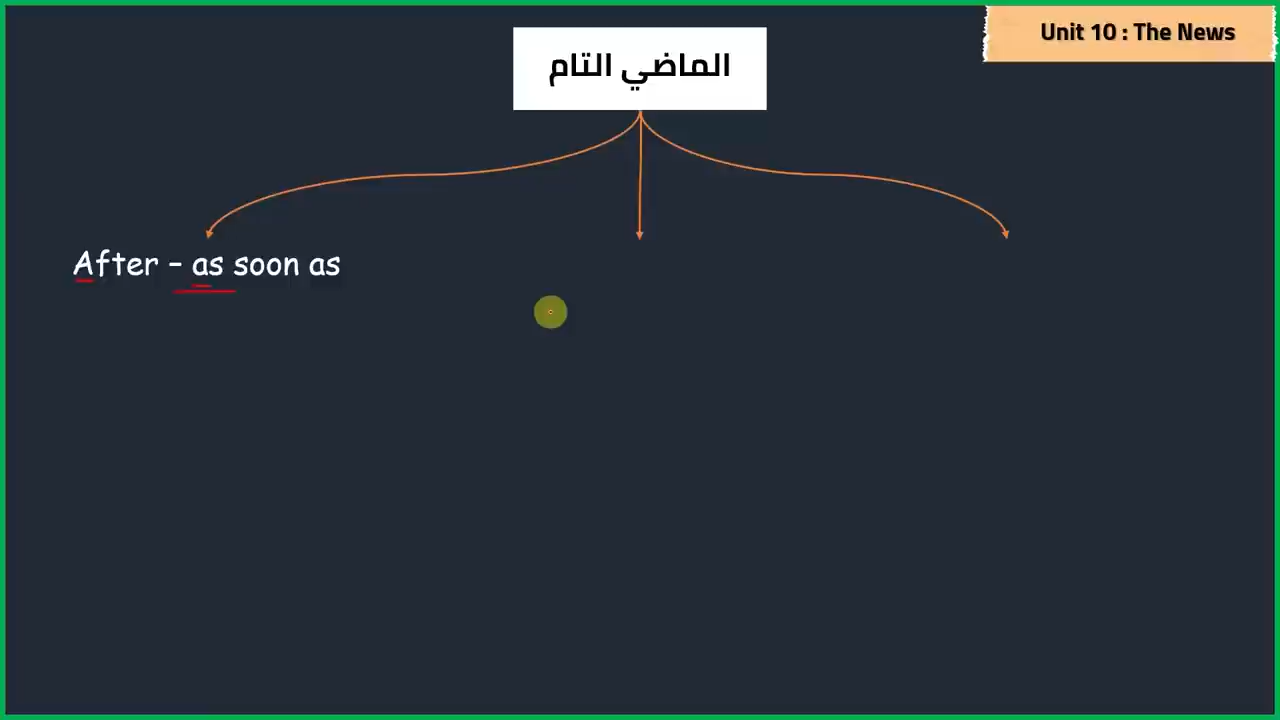 Unit 10 : The News
الماضي التام
After – as soon as